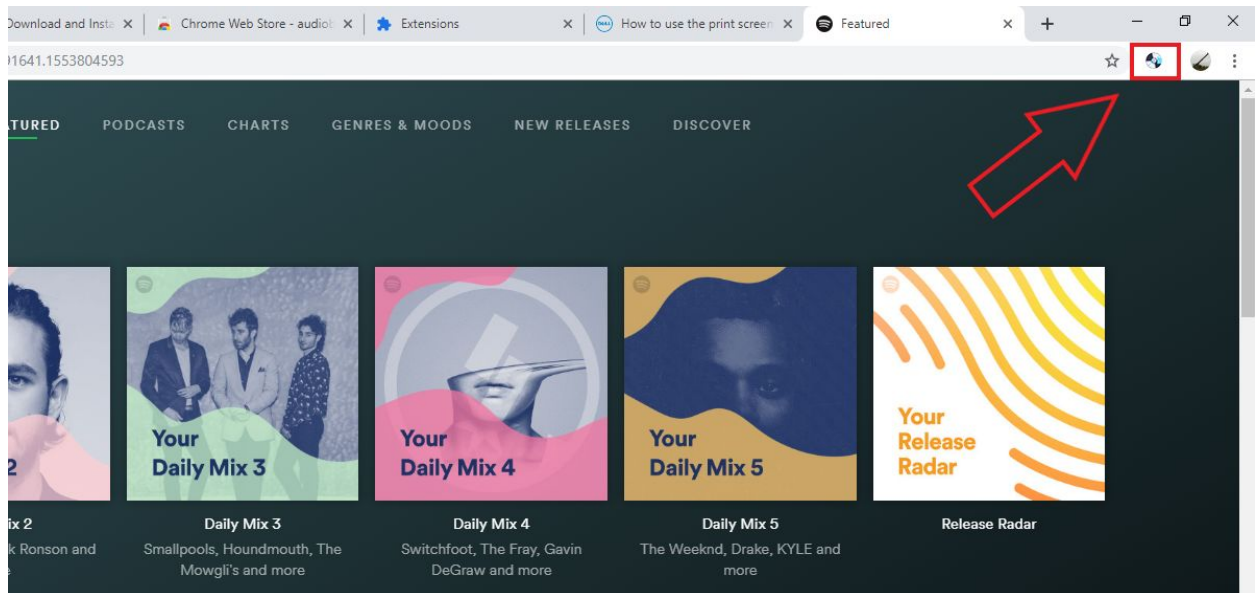 Download and Insta
Chrome Web Store - audiob
Extensions
How to use the print screen
Featured
91641.1553804593
TURED
PODCASTS
CHARTS
GENRES & MOODS
NEW RELEASES
DISCOVER
2
Your
Daily Mix 3
Your
Daily Mix 4
Your
Daily Mix 5
Your
Release
Radar
ix 2
k Ronson and
Daily Mix 3
Smallpools, Houndmouth, The
Mowgli's and more
Daily Mix 4
Switchfoot, The Fray, Gavin
DeGraw and more
Daily Mix 5
The Weeknd, Drake, KYLE and
more
Release Radar